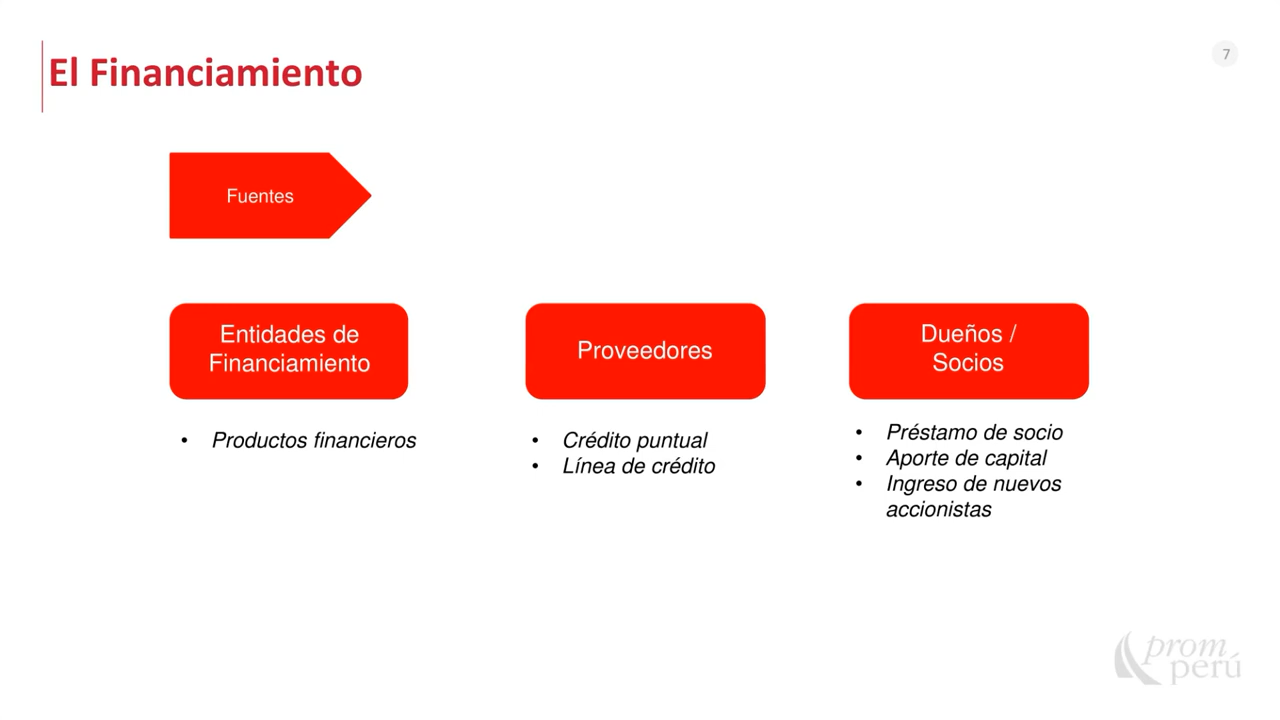 El Financiamiento
7
Fuentes
Entidades de
Financiamiento
• Productos financieros
Proveedores
• Crédito puntual
• Línea de crédito
Dueños /
Socios
• Préstamo de socio
• Aporte de capital
• Ingreso de nuevos
accionistas
prom
perú